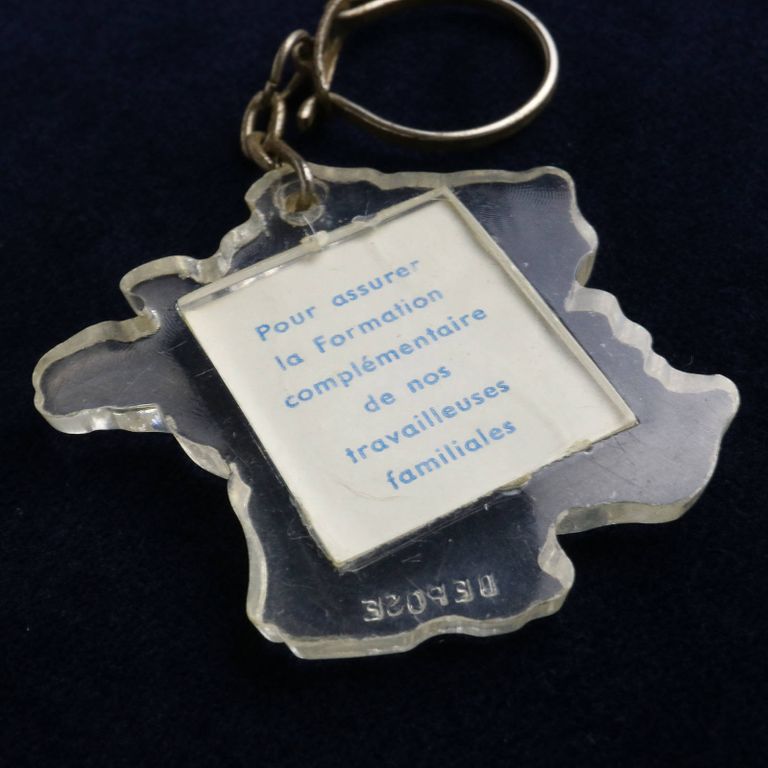 Pour assurer
la Formation
complémentaire
de nos
travailleuses
familiales
DEPOSE